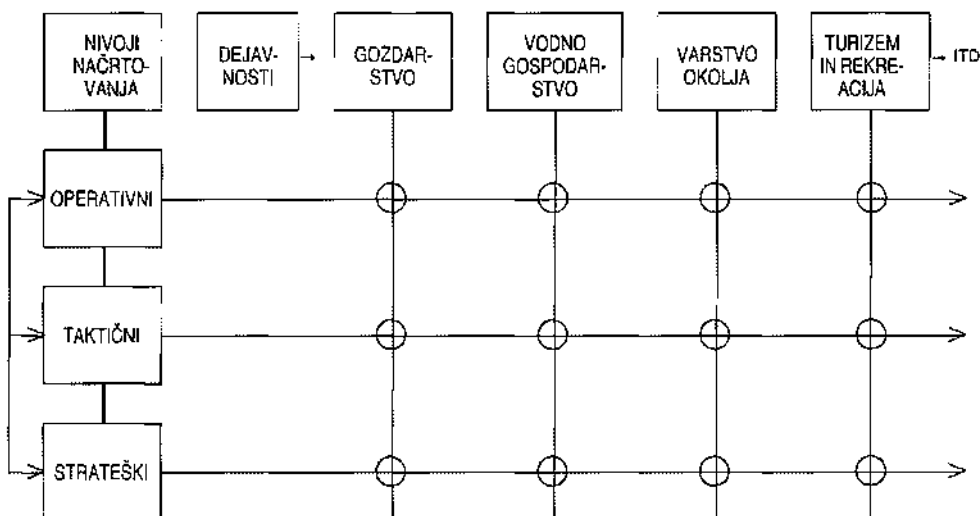 NIVOJI
NAČRTO-
VANJA
DEJAV-
NOSTI
GOZDAR-
STVO
VODNO
GOSPODAR-
STVO
VARSTVO
OKOLJA
TURIZEM
IN REKRE-
ACIJA
ITD
OPERATIVNI
TAKTIČNI
STRATEŠKI